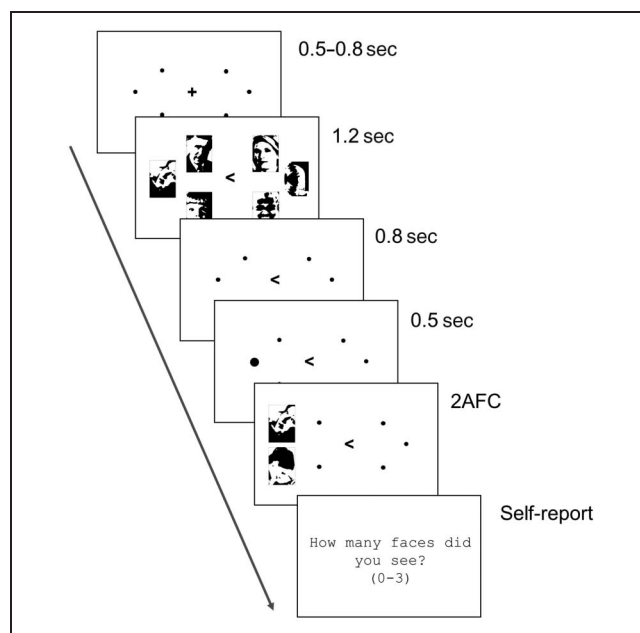 0.5–0.8 sec
+
1.2 sec
<
0.8 sec
<
0.5 sec
<
2AFC
<
Self-report
How many faces did
you see?
(0-3)